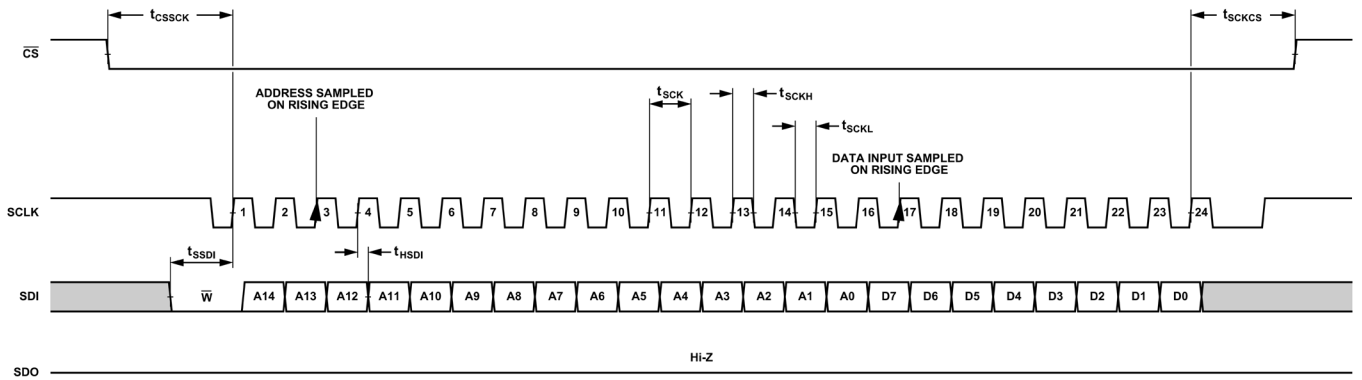 tCSSCK
tSCKCS
CS
ADDRESS SAMPLED
ON RISING EDGE
tSCK
tSCKH
tSCKL
DATA INPUT SAMPLED
ON RISING EDGE
SCLK 1 2 3 4 5 6 7 8 9 10 11 12 13 14 15 16 17 18 19 20 21 22 23 24
tSSDI
tHSDI
SDI W A14 A13 A12 A11 A10 A9 A8 A7 A6 A5 A4 A3 A2 A1 A0 D7 D6 D5 D4 D3 D2 D1 D0
Hi-Z
SDO